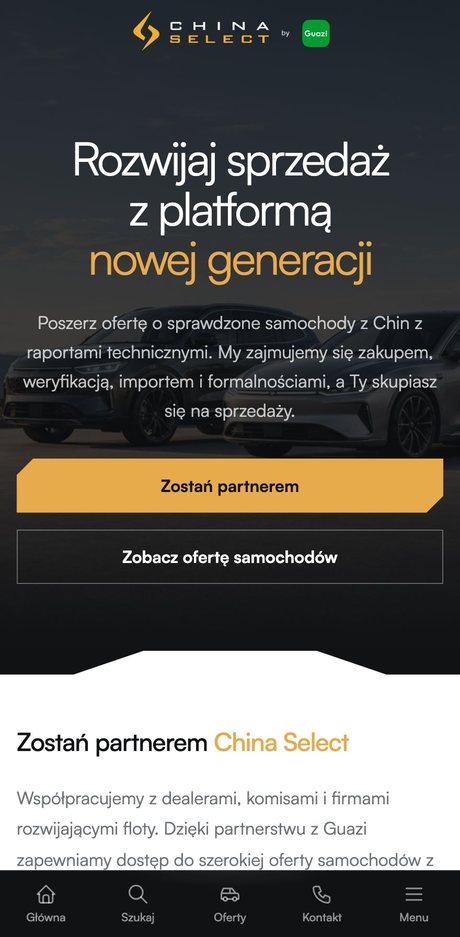 CHINA
SELECT
by
Guazi
Rozwijaj sprzedaż
z platformą
nowej generacji
Poszerz ofertę o sprawdzone samochody z Chin z
raportami technicznymi. My zajmujemy się zakupem,
weryfikacją, importem i formalnościami, a Ty skupiasz
się na sprzedaży.
Zostań partnerem
Zobacz ofertę samochodów
Zostań partnerem China Select
Współpracujemy z dealerami, komisami i firmami
rozwijającymi floty. Dzięki partnerstwu z Guazi
zapewniamy dostęp do szerokiej oferty samochodów z
Główna
Szukaj
Oferty
Kontakt
Menu